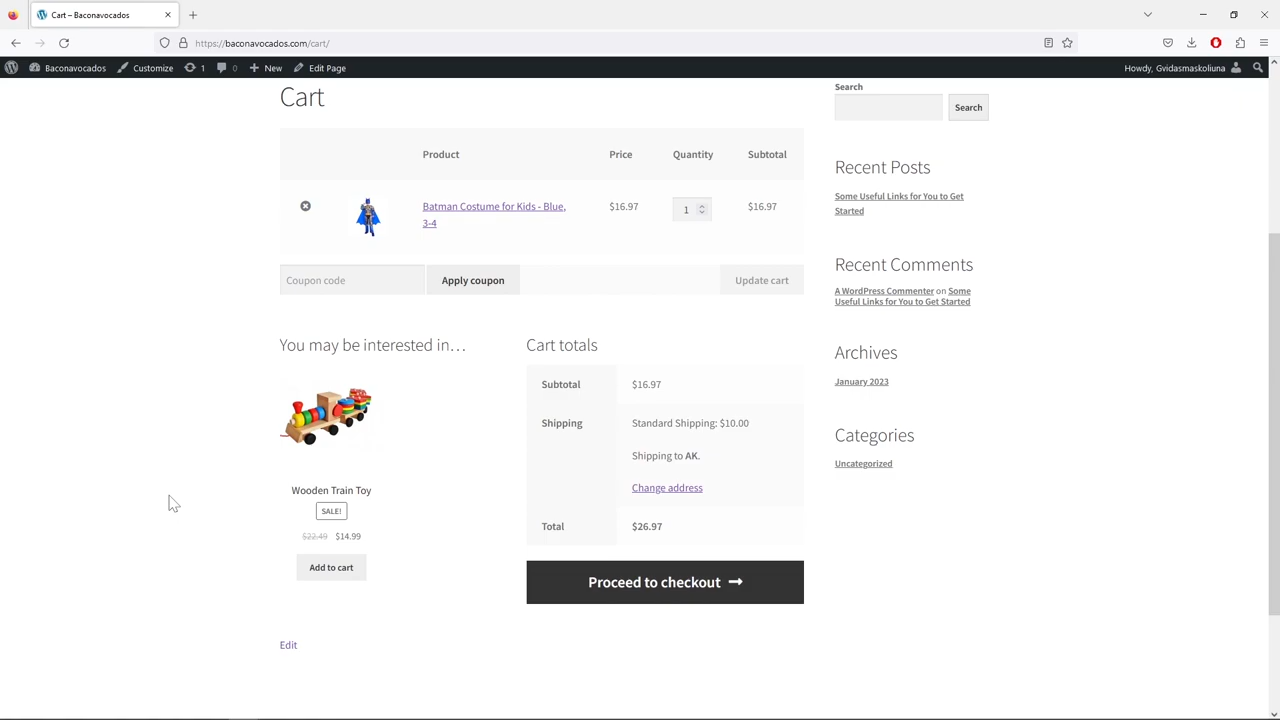 Cart – Baconavocados
https://baconavocados.com/cart/
Baconavocados
Customize
1
0
New
Edit Page
Howdy, Gvidasmaskoliuna
Cart
Product Price Quantity Subtotal
Batman Costume for Kids - Blue,
3-4
$16.97
1
$16.97
Coupon code
Apply coupon
Update cart
You may be interested in…
Wooden Train Toy
SALE!
$22.49 $14.99
Add to cart
Cart totals
Subtotal $16.97
Shipping Standard Shipping: $10.00
Shipping to AK.
Change address
Total $26.97
Proceed to checkout
Edit
Search
Search
Recent Posts
Some Useful Links for You to Get
Started
Recent Comments
A WordPress Commenter on Some
Useful Links for You to Get Started
Archives
January 2023
Categories
Uncategorized